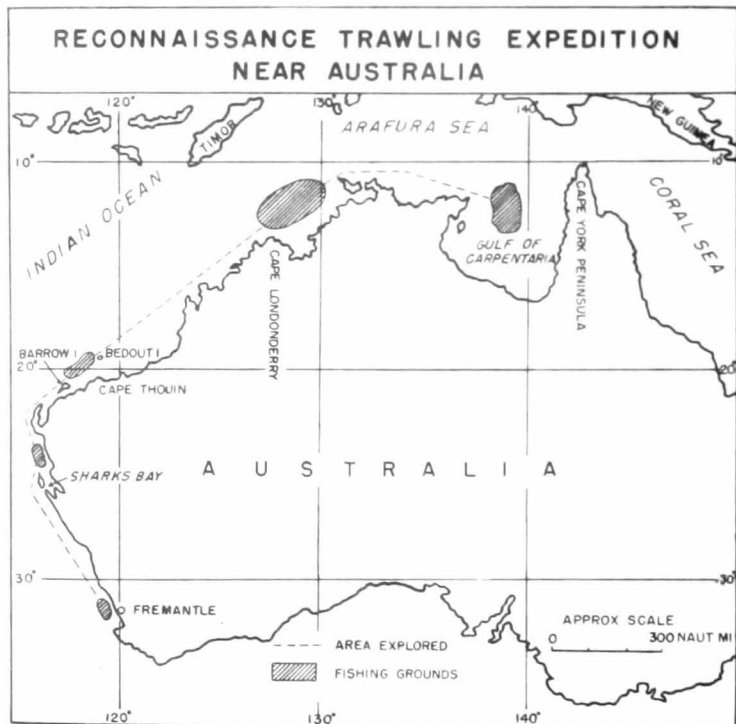 RECONNAISSANCE TRAWLING EXPEDITION
NEAR AUSTRALIA
120°
130°
140°
NEW GUINEA
ARAFURA SEA
TIMOR
10°
10°
INDIAN OCEAN
CORAL SEA
CAPE YORK PENINSULA
GULF OF
CARPENTARIA
CAPE LONDONDERRY
BARROW I
BEDOUT I
20°
20°
CAPE THOUIN
AUSTRALIA
SHARKS BAY
30°
30°
FREMANTLE
APPROX SCALE
0 300 NAUT MI
AREA EXPLORED
FISHING GROUNDS
120°
130°
140°